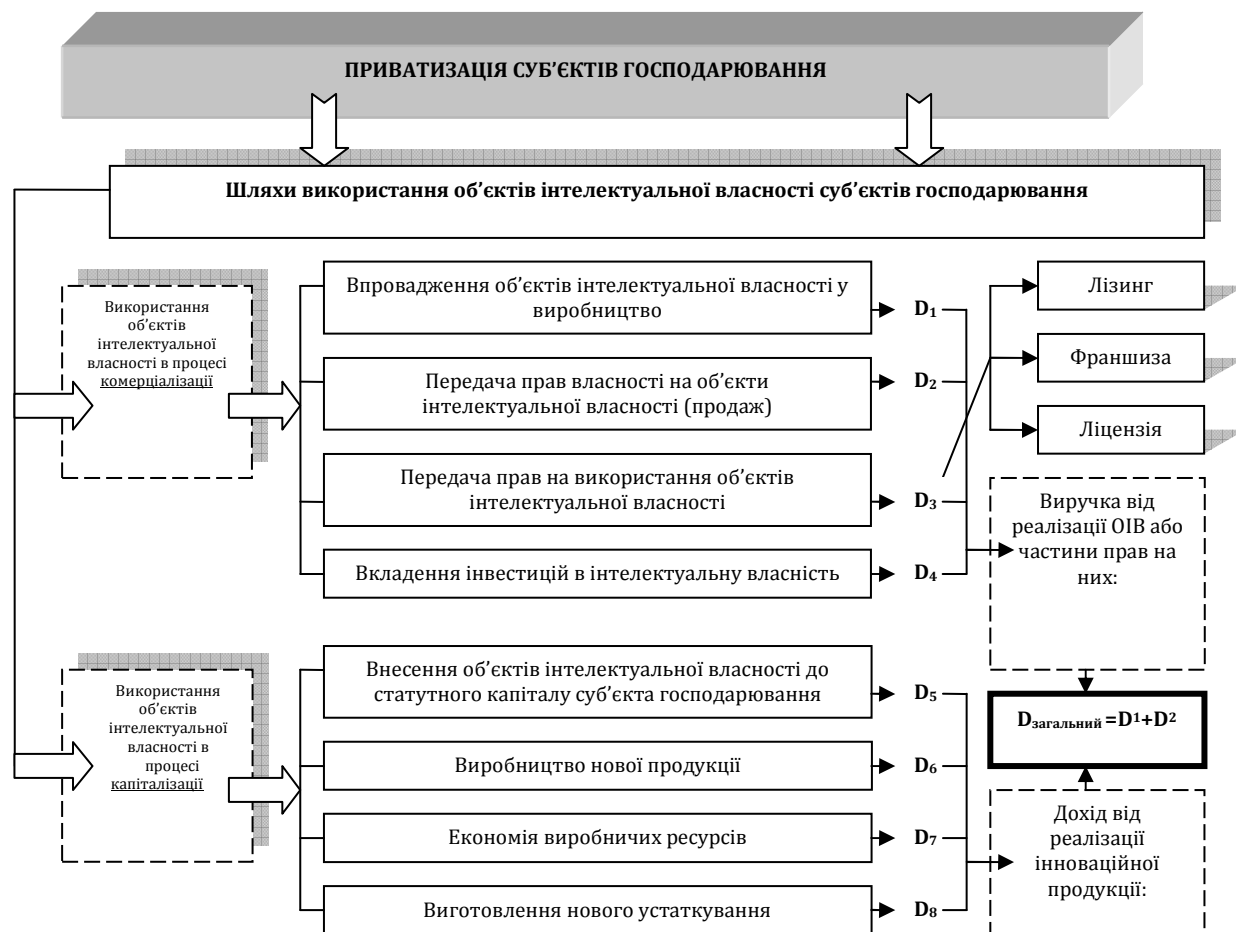 ПРИВАТИЗАЦІЯ СУБ’ЄКТІВ ГОСПОДАРЮВАННЯ
Шляхи використання об’єктів інтелектуальної власності суб’єктів господарювання
Використання
об’єктів
інтелектуальної
власності в процесі
комерціалізації
Впровадження об’єктів інтелектуальної власності у
виробництво
D1
Передача прав власності на об’єкти
інтелектуальної власності (продаж)
D2
Передача прав на використання об’єктів
інтелектуальної власності
D3
Вкладення інвестицій в інтелектуальну власність
D4
Лізинг
Франшиза
Ліцензія
Виручка від
реалізації ОІВ або
частини прав на
них:
Використання
об’єктів
інтелектуальної
власності в
процесі
капіталізації
Внесення об’єктів інтелектуальної власності до
статутного капіталу суб’єкта господарювання
D5
Виробництво нової продукції
D6
Економія виробничих ресурсів
D7
Виготовлення нового устаткування
D8
Dзагальний =D1+D2
Дохід від
реалізації
інноваційної
продукції: